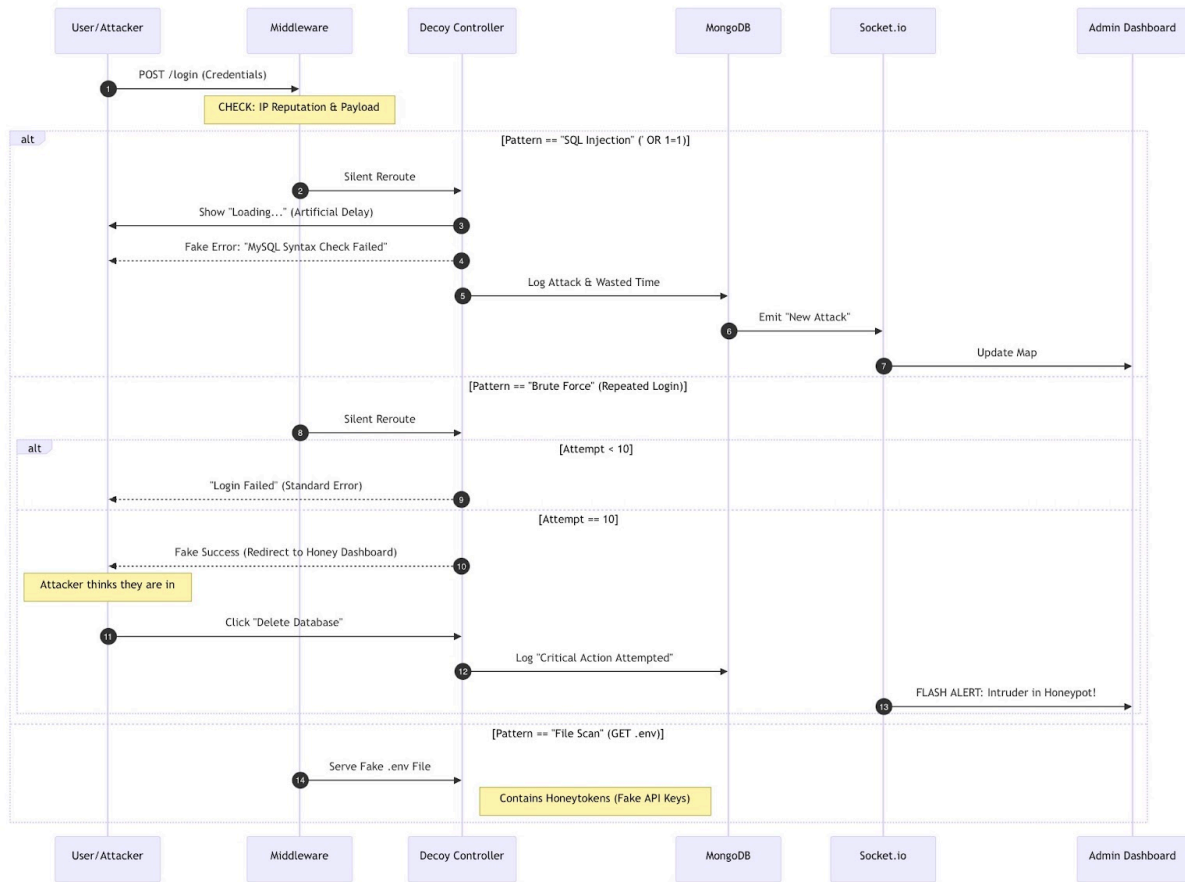 User/Attacker
Middleware
Decoy Controller
MongoDB
Socket.io
Admin Dashboard
POST /login (Credentials)
1
CHECK: IP Reputation & Payload
alt
[Pattern == "SQL Injection" (' OR 1=1)]
Silent Reroute
2
Show "Loading..." (Artificial Delay)
3
Fake Error: "MySQL Syntax Check Failed"
4
Log Attack & Wasted Time
5
Emit "New Attack"
6
Update Map
7
[Pattern == "Brute Force" (Repeated Login)]
Silent Reroute
8
alt
[Attempt < 10]
"Login Failed" (Standard Error)
9
[Attempt == 10]
Fake Success (Redirect to Honey Dashboard)
10
Attacker thinks they are in
Click "Delete Database"
11
Log "Critical Action Attempted"
12
FLASH ALERT: Intruder in Honeypot!
13
[Pattern == "File Scan" (GET .env)]
Serve Fake .env File
14
Contains Honeytokens (Fake API Keys)
User/Attacker
Middleware
Decoy Controller
MongoDB
Socket.io
Admin Dashboard